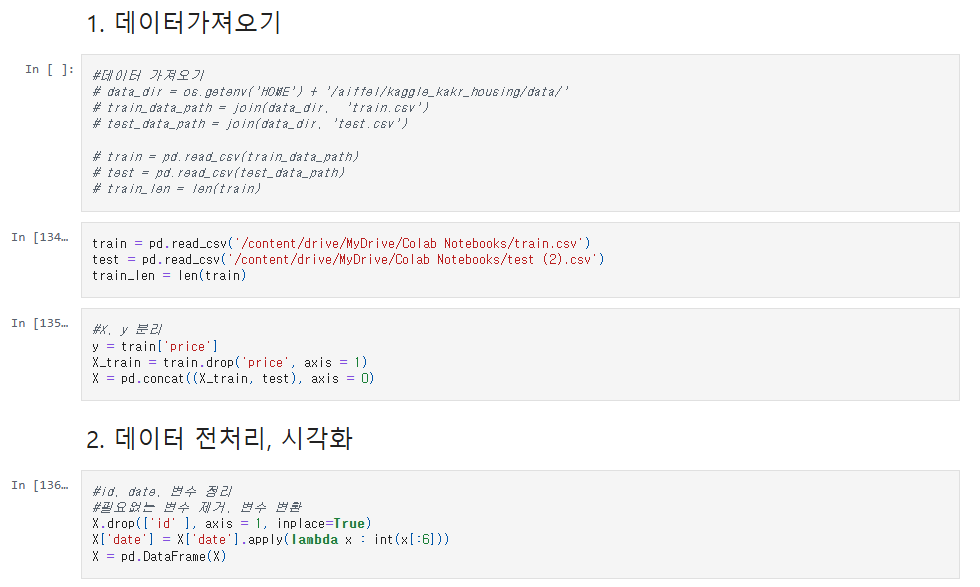 1. 데이터가져오기
In [ ]:
#데이터 가져오기
# data_dir = os.getenv('HOME') + '/aiffel/kaggle_kakr_housing/data/'
# train_data_path = join(data_dir, 'train.csv')
# test_data_path = join(data_dir, 'test.csv')
# train = pd.read_csv(train_data_path)
# test = pd.read_csv(test_data_path)
# train_len = len(train)
In [134…
train = pd.read_csv('/content/drive/MyDrive/Colab Notebooks/train.csv')
test = pd.read_csv('/content/drive/MyDrive/Colab Notebooks/test (2).csv')
train_len = len(train)
In [135…
#X, y 분리
y = train['price']
X_train = train.drop('price', axis = 1)
X = pd.concat((X_train, test), axis = 0)
2. 데이터 전처리, 시각화
In [136…
#id, date, 변수 정리
#필요없는 변수 제거, 변수 변환
X.drop(['id' ], axis = 1, inplace=True)
X['date'] = X['date'].apply(lambda x : int(x[:6]))
X = pd.DataFrame(X)